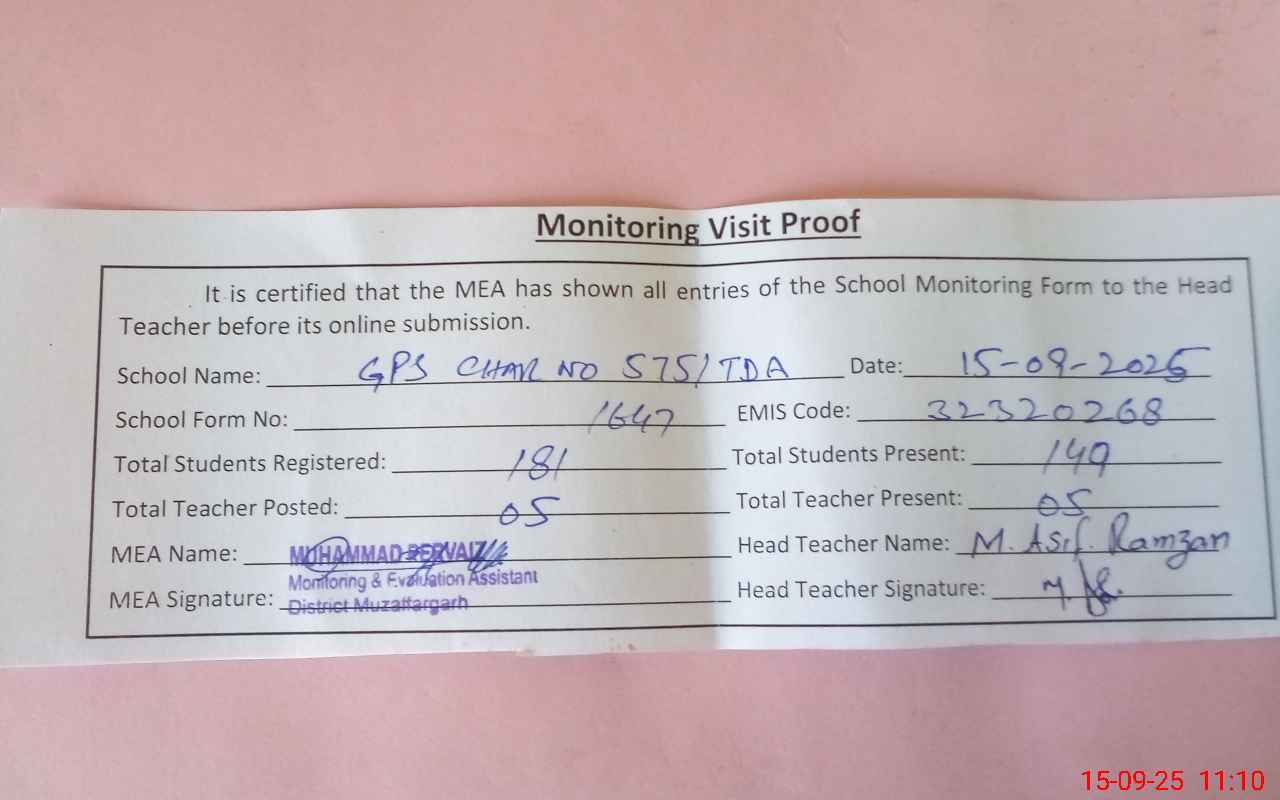 Monitoring Visit Proof
It is certified that the MEA has shown all entries of the School Monitoring Form to the Head
Teacher before its online submission.
School Name: GPS CHAK NO 575/TDA Date: 15-09-2025
School Form No: 1647 EMIS Code: 32320268
Total Students Registered: 181 Total Students Present: 149
Total Teacher Posted: 05 Total Teacher Present: 05
MEA Name: MUHAMMAD PERVAIZ Head Teacher Name: M. Asif Ramzan
Monitoring & Evaluation Assistant
MEA Signature: District Muzaffargarh Head Teacher Signature:
15-09-25 11:10